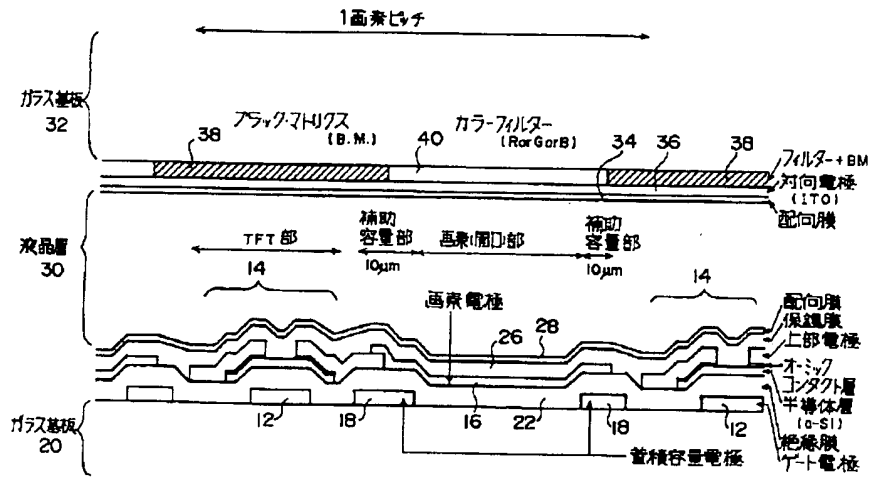 1画素ピッチ
ガラス基板
32
ブラック・マトリクス
(B.M.)
カラーフィルター
(RorGorB)
38
40
34
36
38
フィルター+BM
対向電極
(ITO)
配向膜
液晶層
30
TFT部
補助
容量部
画素(開口)部
補助
容量部
10μm
10μm
14
14
画素電極
26
28
配向膜
保護膜
上部電極
オーミック
コンタクト層
半導体層
(a-Si)
絶縁膜
ゲート電極
ガラス基板
20
12
18
16
22
18
12
蓄積容量電極